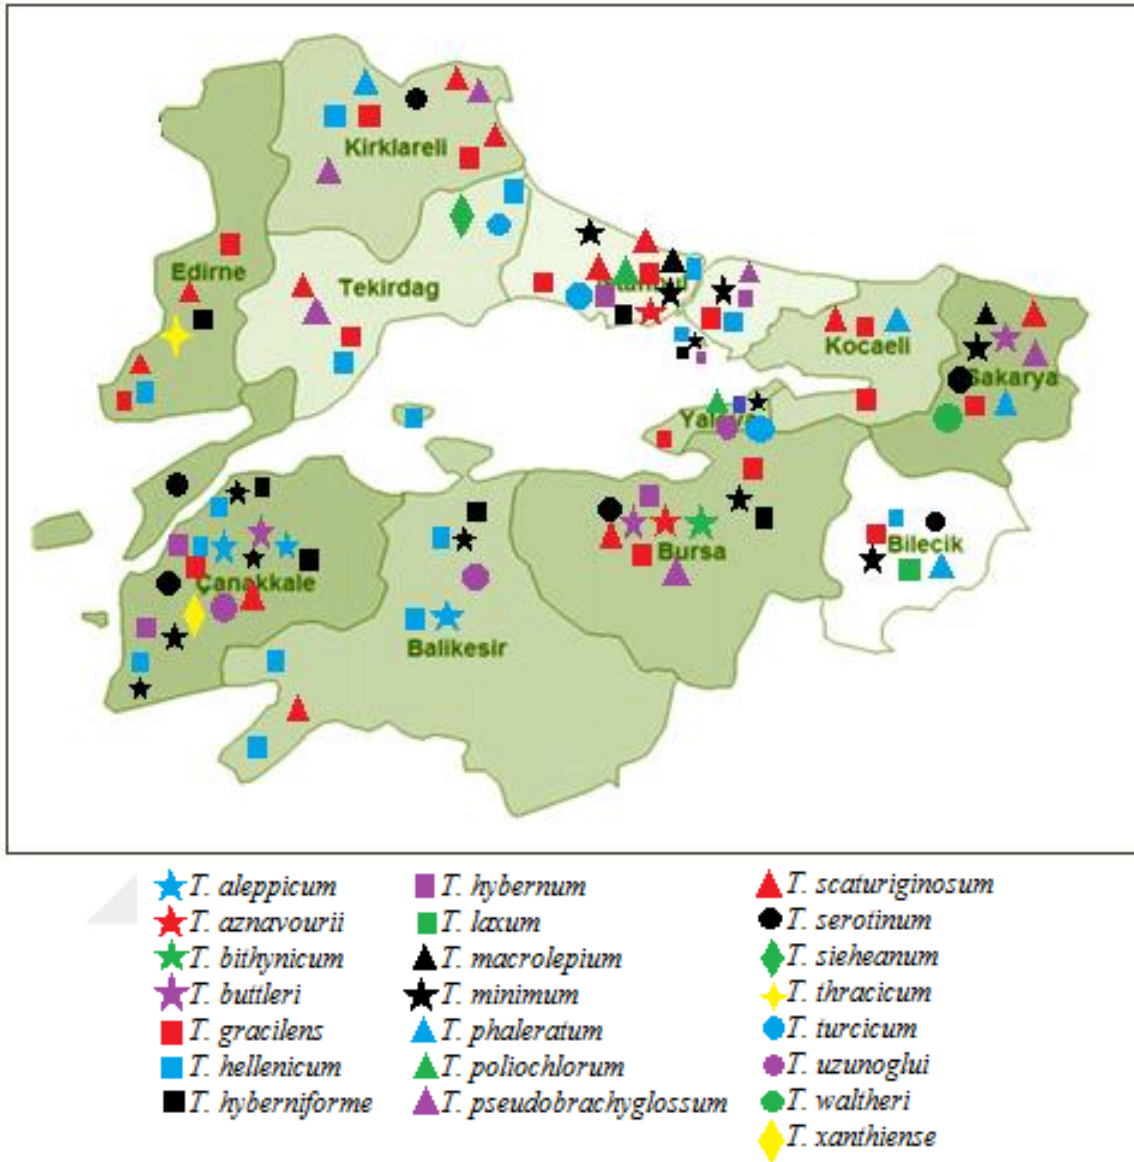 Kirklareli
Edirne
Tekirdag
Kocaeli
Sakarya
Bursa
Bilecik
Çanakkale
Balikesir
T. aleppicum
T. aznavourii
T. bithynicum
T. buttleri
T. gracilens
T. hellenicum
T. hyberniforme
T. hybernum
T. laxum
T. macrolepium
T. minimum
T. phaleratum
T. poliochlorum
T. pseudobrachyglossum
T. scaturiginosum
T. serotinum
T. sieheanum
T. thracicum
T. turcicum
T. uzunoglui
T. waltheri
T. xanthiense